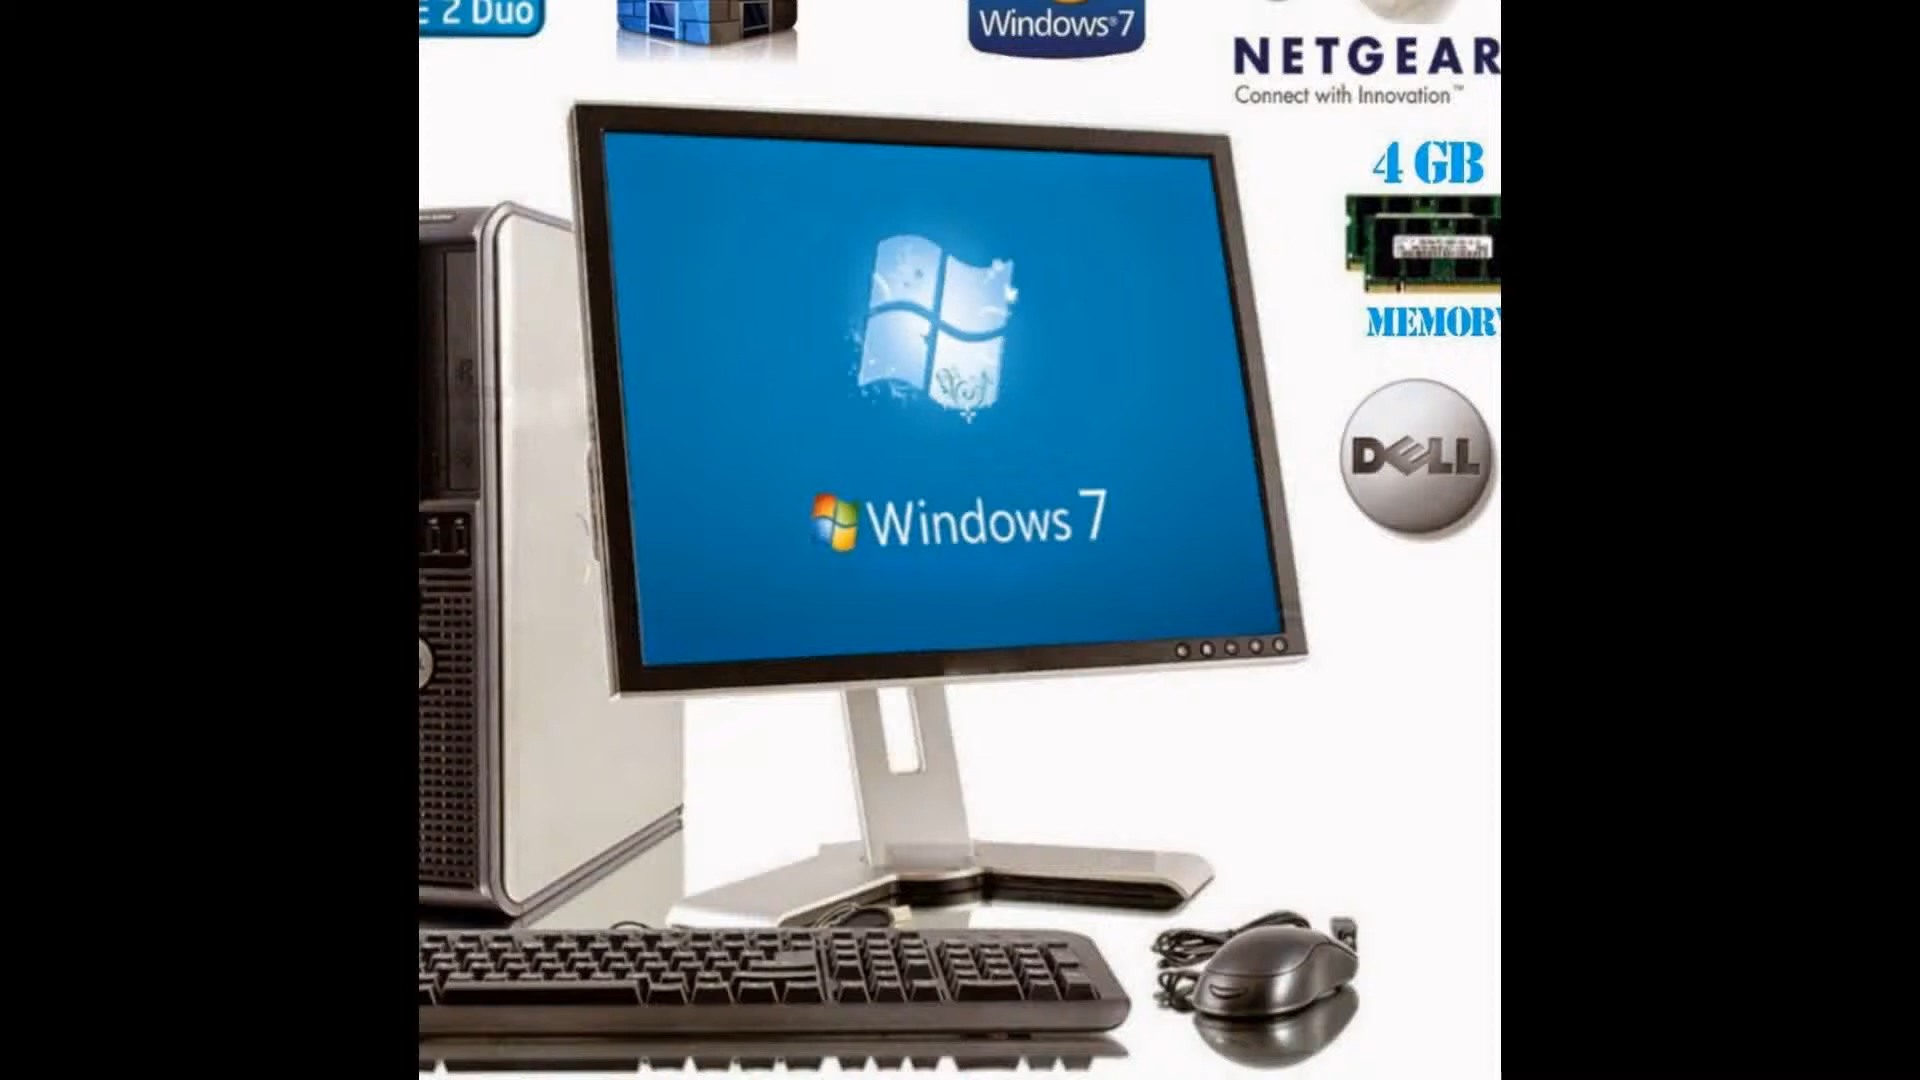 E 2 Duo
Windows®7
NETGEAR
Connect with Innovation™
4 GB
MEMORY
DELL
Windows 7